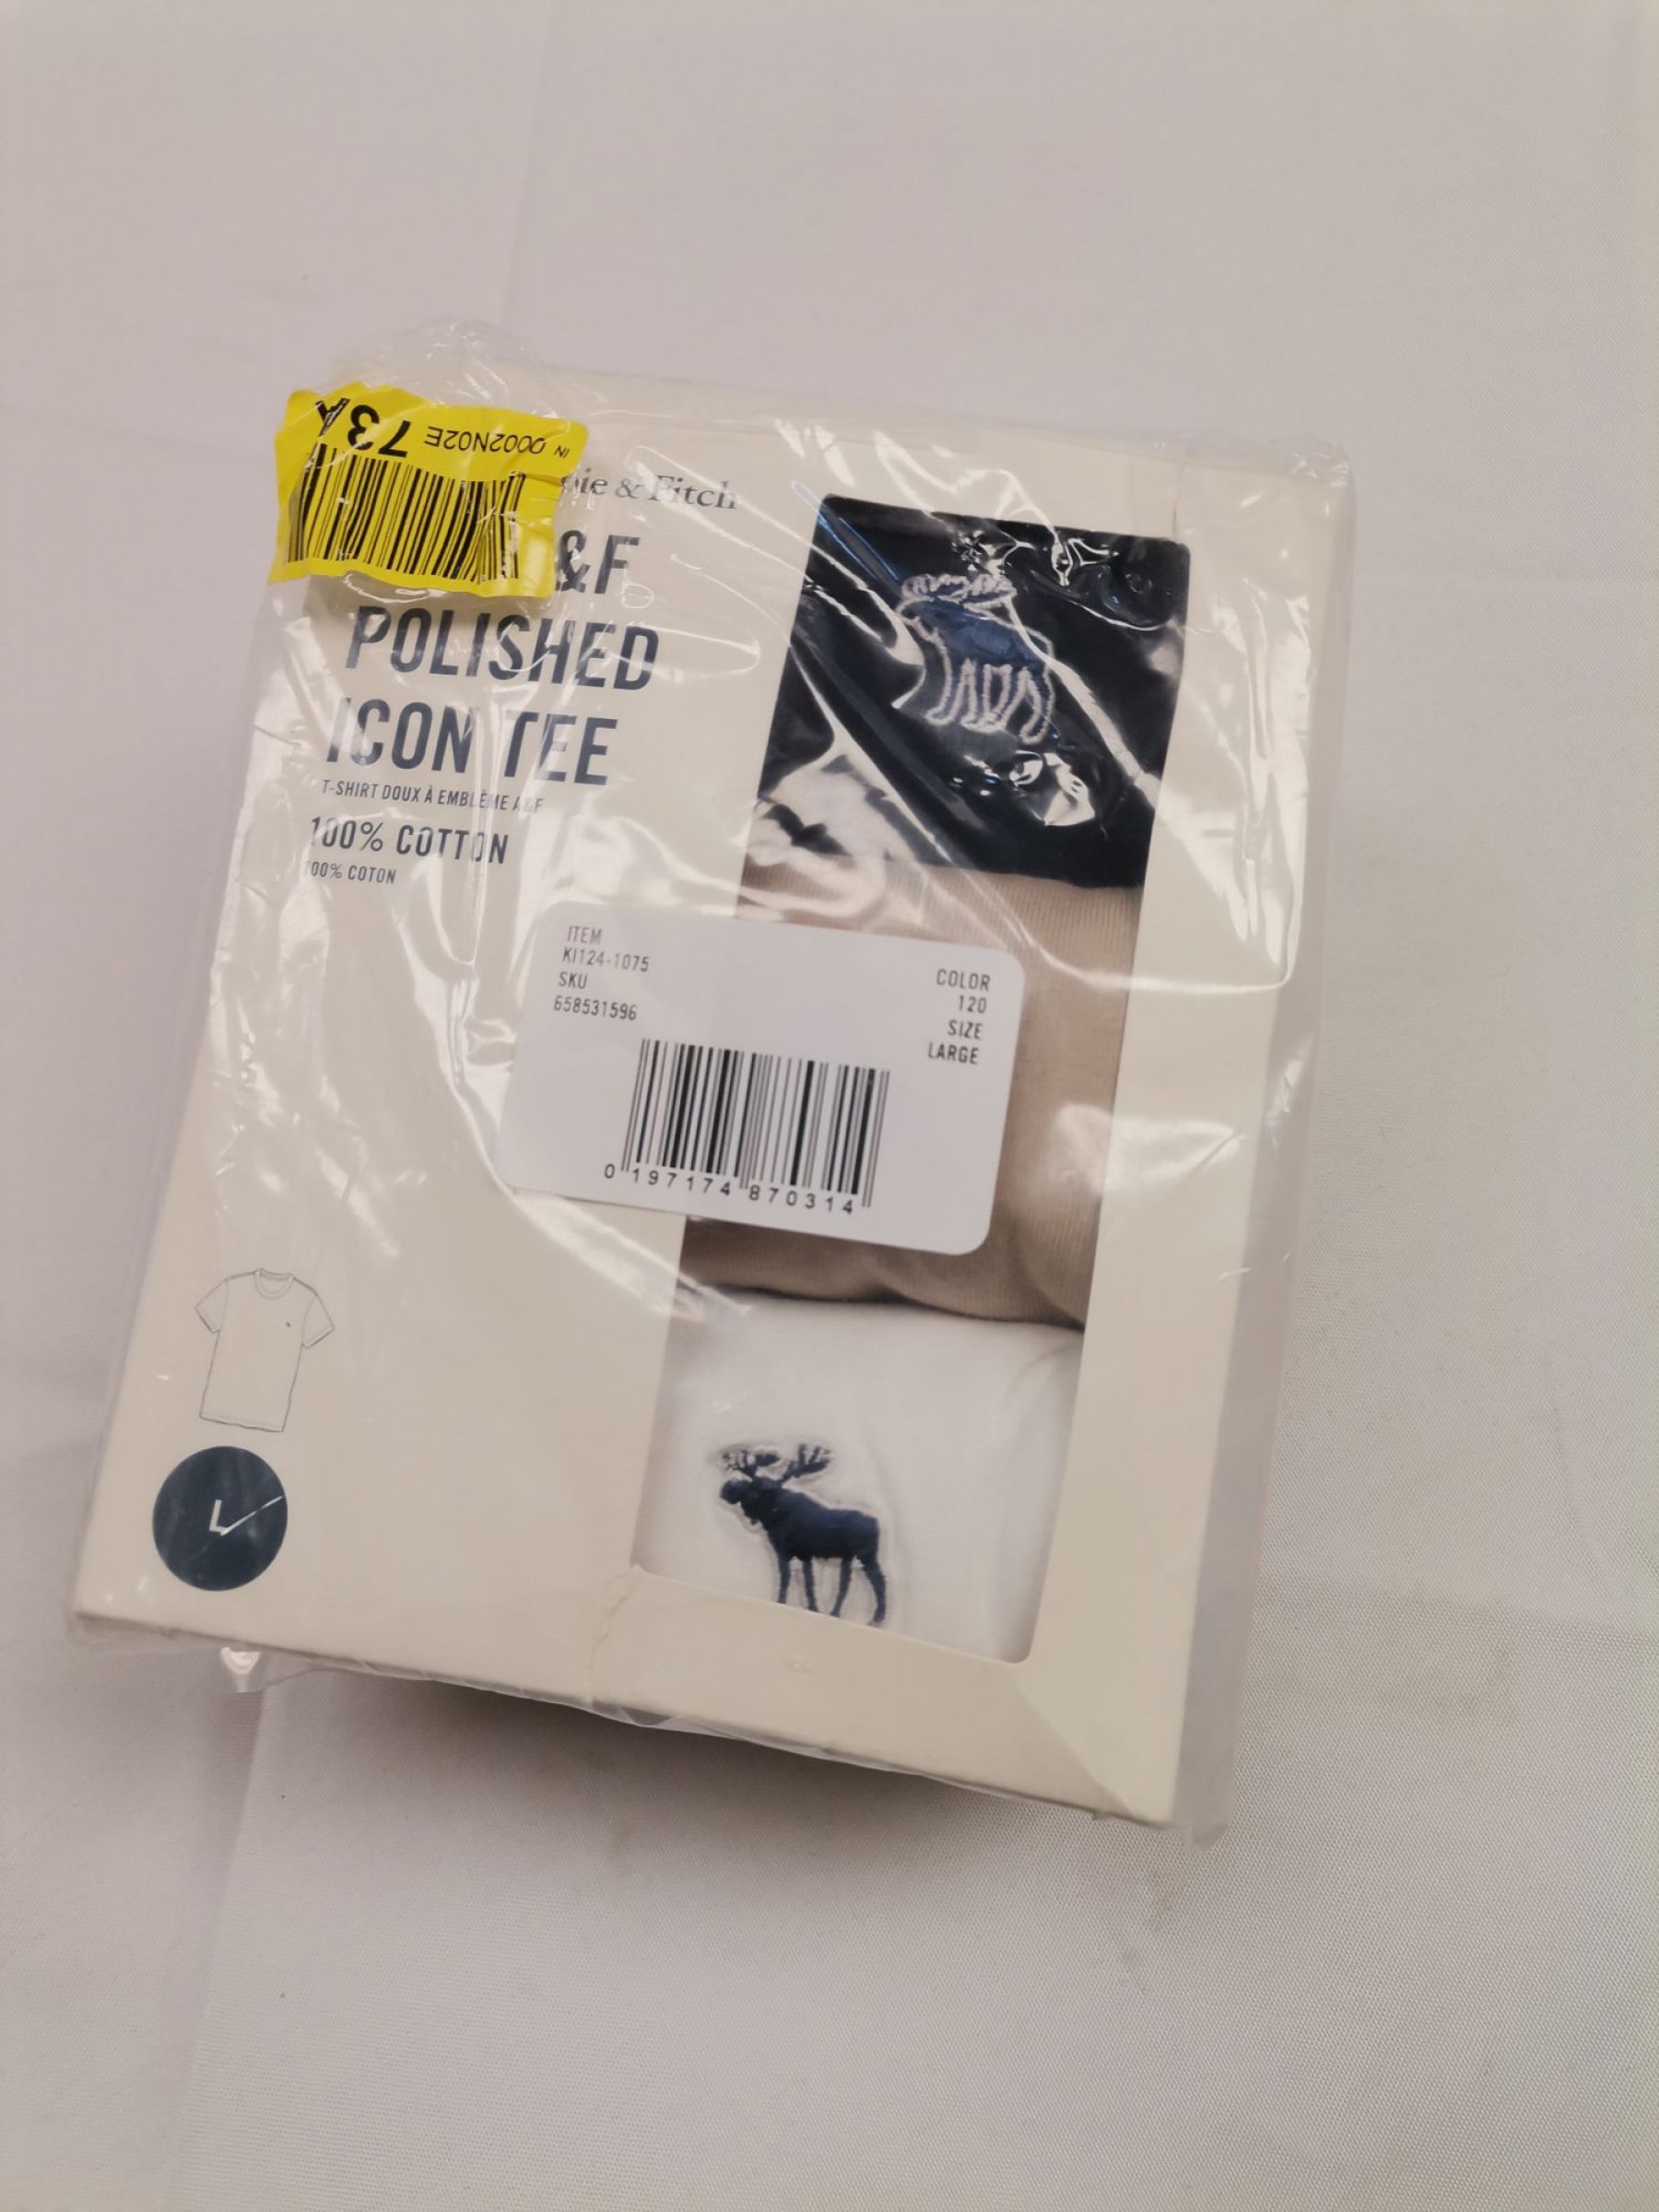 IN 0002N02E 73
ie & Fitch
&F
POLISHED
ICON TEE
T-SHIRT DOUX À EMBLÈME A&F
100% COTTON
100% COTON
ITEM
KI124-1075
SKU
658531596
COLOR
120
SIZE
LARGE
0 197174 870314
L